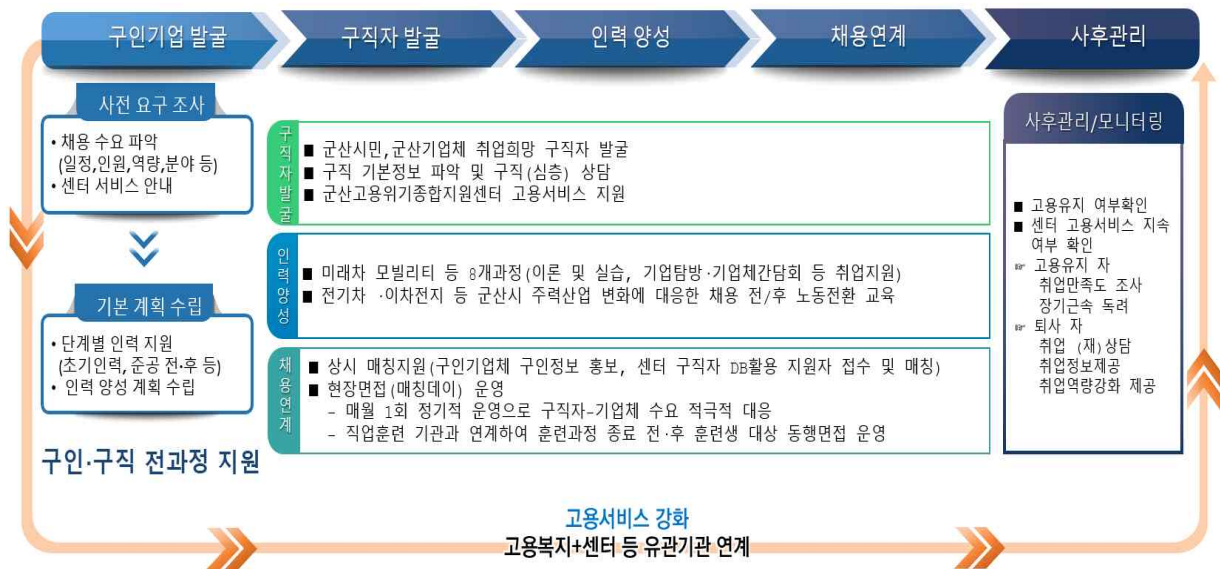 구인기업 발굴
구직자 발굴
인력 양성
채용연계
사후관리
사전 요구 조사
• 채용 수요 파악
(일정,인원,역량,분야 등)
• 센터 서비스 안내
기본 계획 수립
• 단계별 인력 지원
(초기인력, 준공 전·후 등)
• 인력 양성 계획 수립
구인·구직 전과정 지원
구직자발굴
■ 군산시민,군산기업체 취업희망 구직자 발굴
■ 구직 기본정보 파악 및 구직(심층) 상담
■ 군산고용위기종합지원센터 고용서비스 지원
인력양성
■ 미래차 모빌리티 등 8개과정(이론 및 실습, 기업탐방·기업체간담회 등 취업지원)
■ 전기차 ·이차전지 등 군산시 주력산업 변화에 대응한 채용 전/후 노동전환 교육
채용연계
■ 상시 매칭지원(구인기업체 구인정보 홍보, 센터 구직자 DB활용 지원자 접수 및 매칭)
■ 현장면접(매칭데이) 운영
- 매월 1회 정기적 운영으로 구직자-기업체 수요 적극적 대응
- 직업훈련 기관과 연계하여 훈련과정 종료 전·후 훈련생 대상 동행면접 운영
사후관리/모니터링
■ 고용유지 여부확인
■ 센터 고용서비스 지속
여부 확인
☞ 고용유지 자
취업만족도 조사
장기근속 독려
☞ 퇴사 자
취업 (재)상담
취업정보제공
취업역량강화 제공
고용서비스 강화
고용복지+센터 등 유관기관 연계